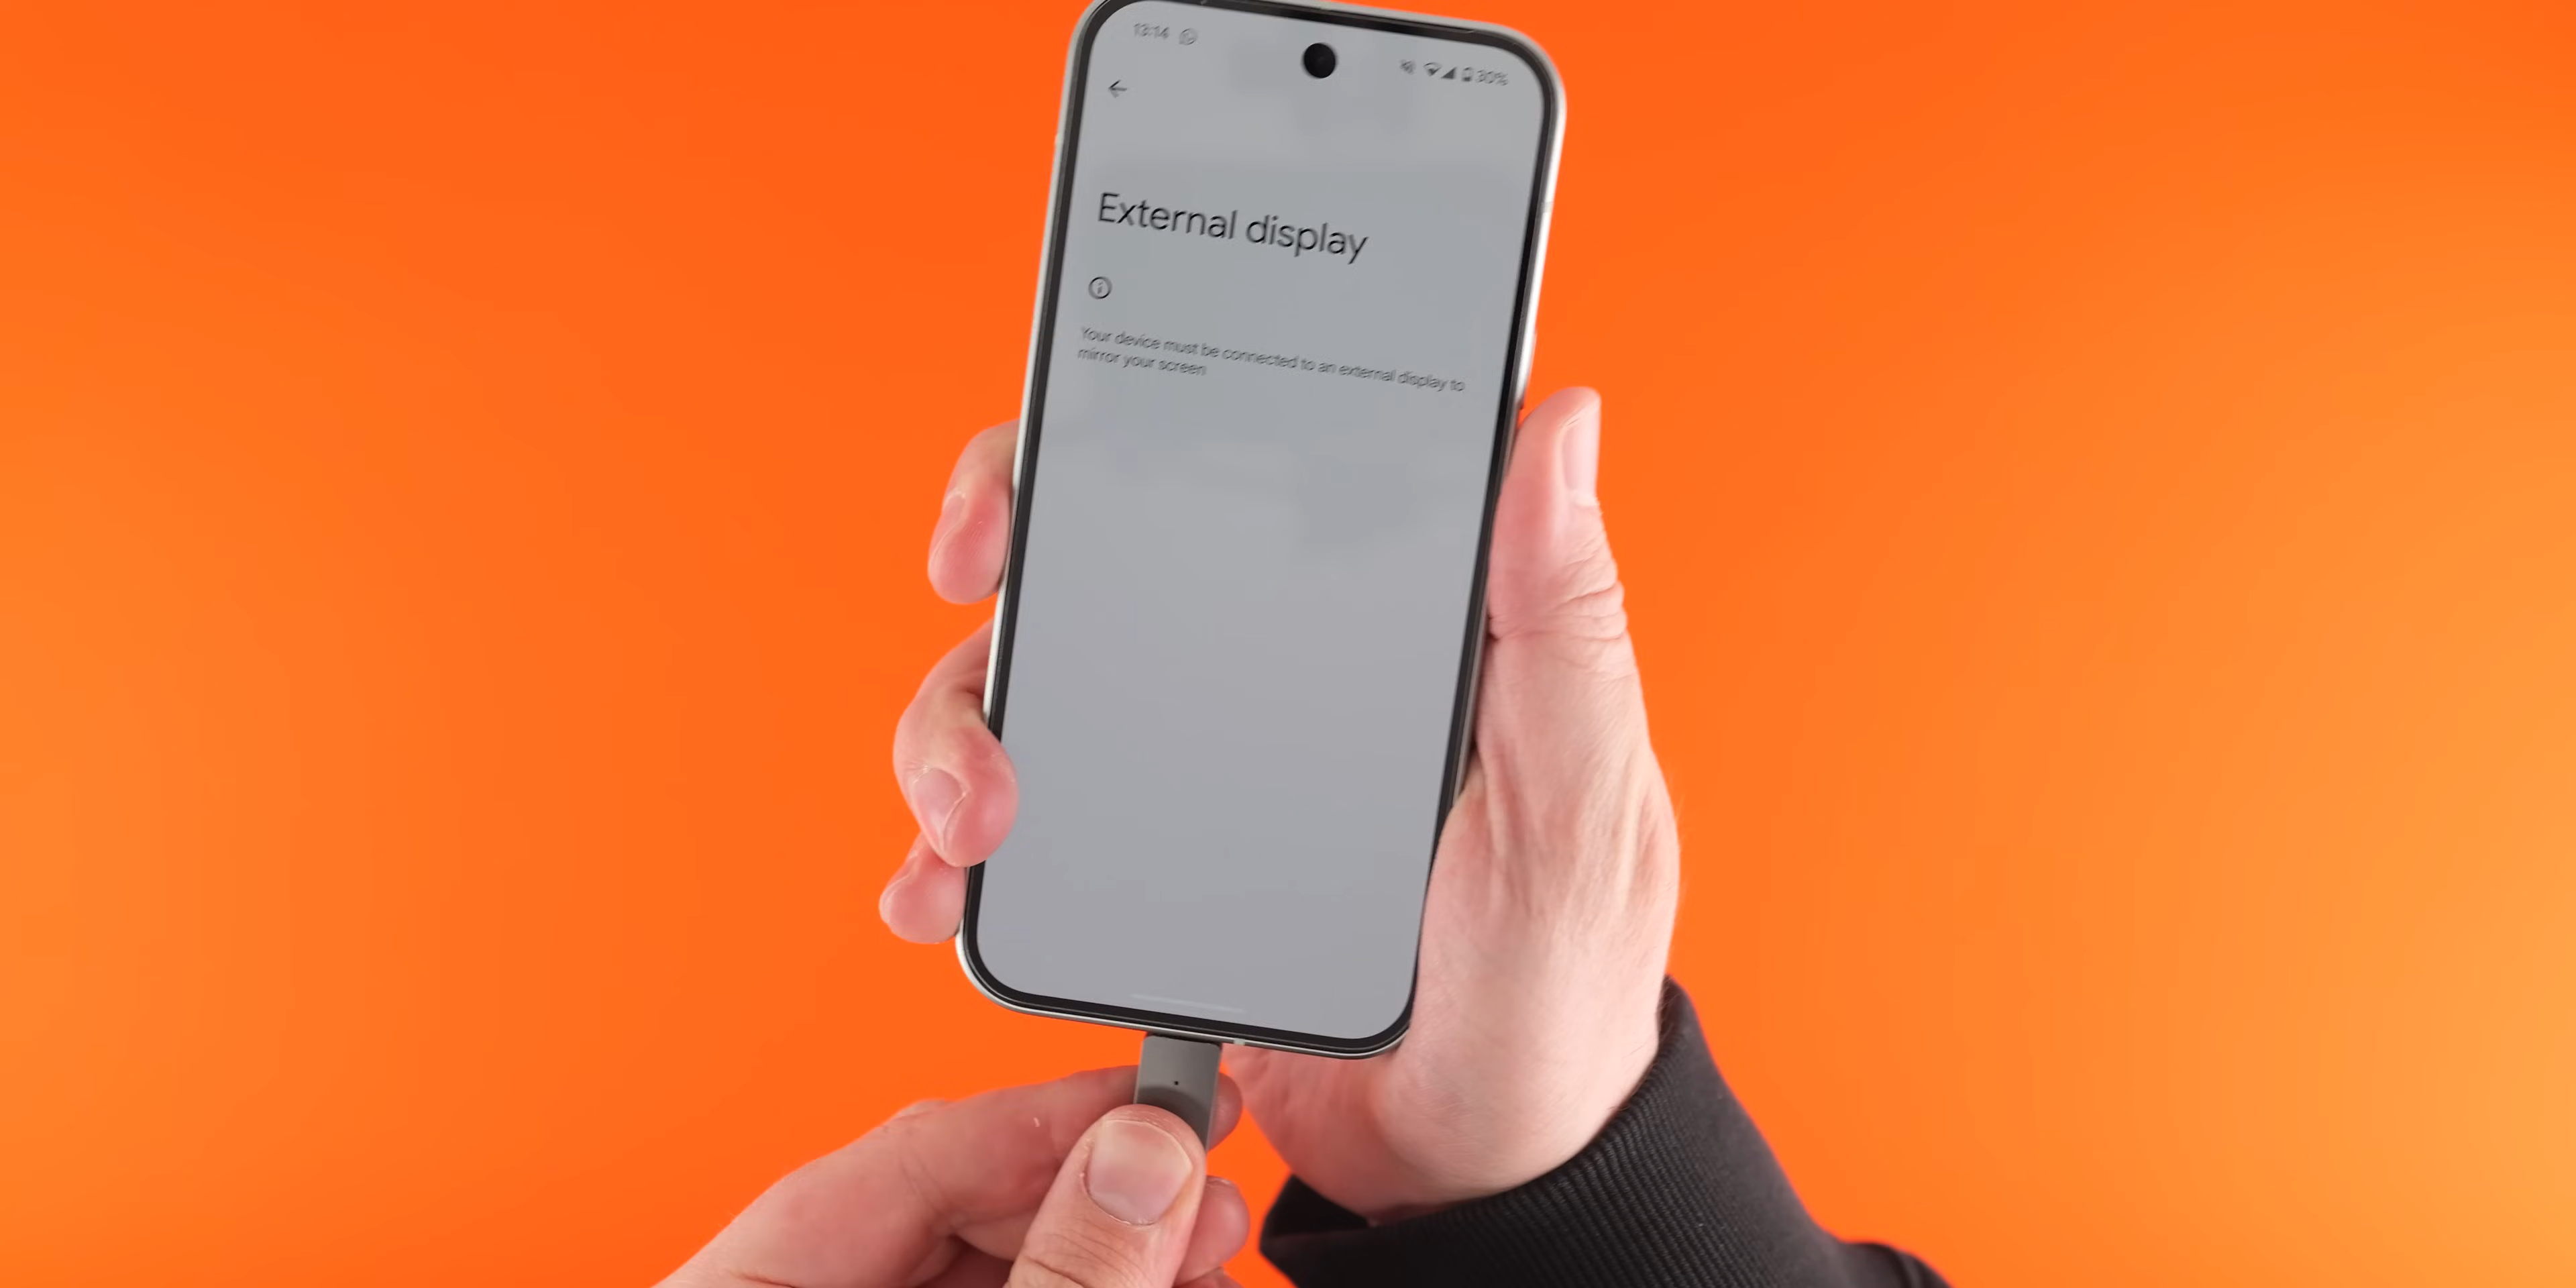 13:14
30%
External display
Your device must be connected to an external display to
mirror your screen